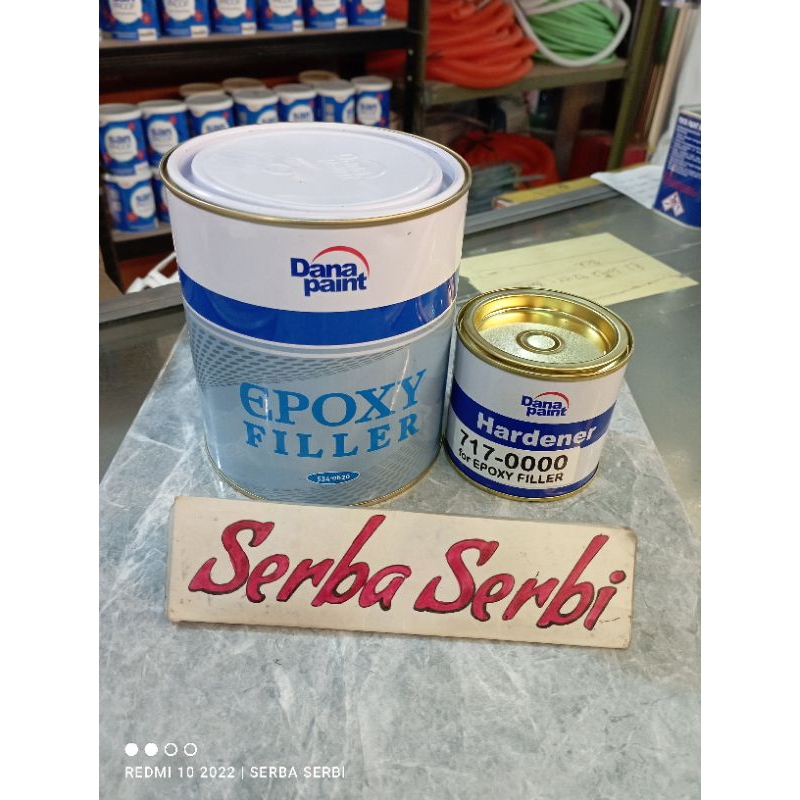 Dana
paint
EPOXY
FILLER
Dana
paint
Hardener
717-0000
for EPOXY FILLER
Serba Serbi
REDMI 10 2022 | SERBA SERBI